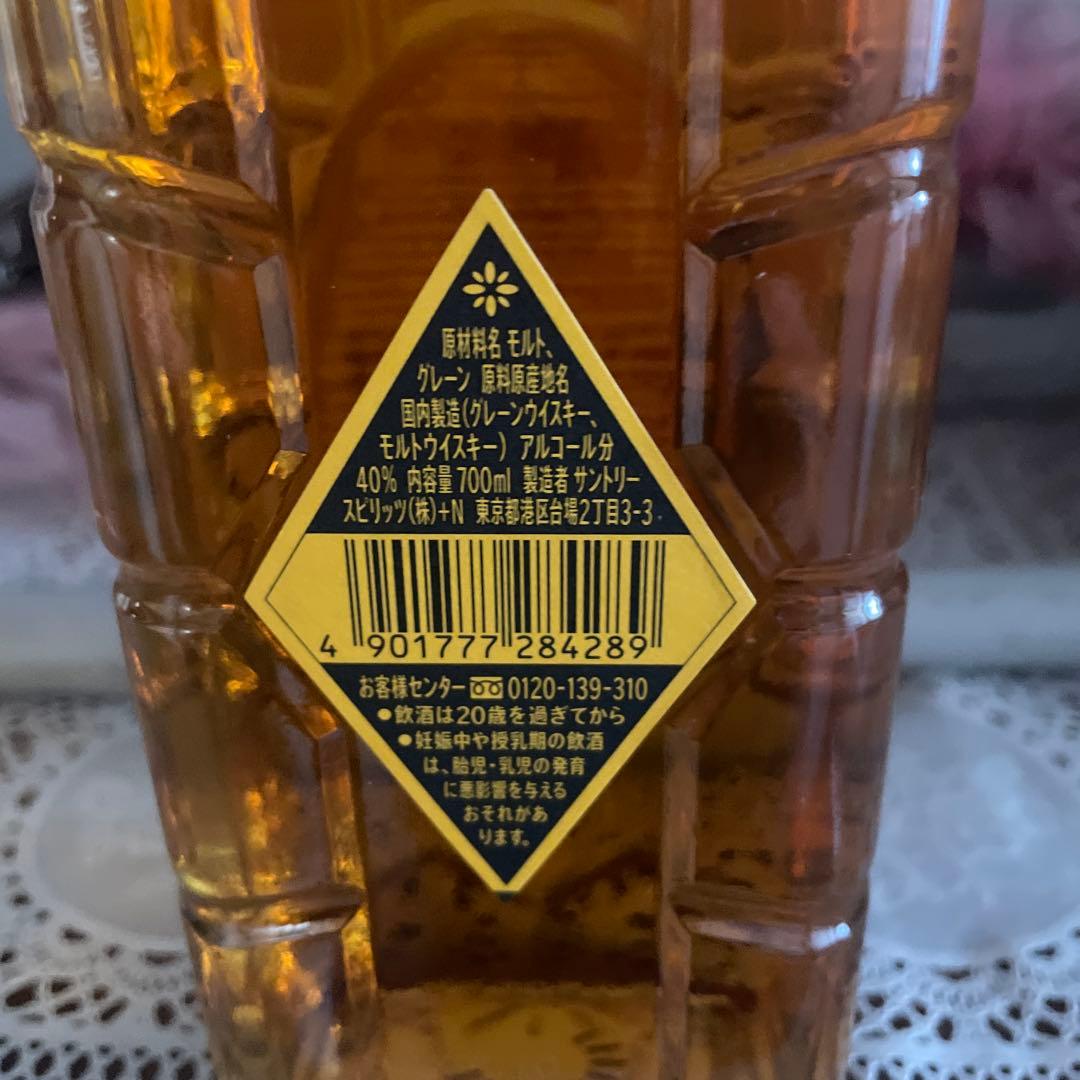 原材料名 モルト、
グレーン 原料原産地名
国内製造(グレーンウイスキー、
モルトウイスキー) アルコール分
40% 内容量700ml 製造者 サントリー
スピリッツ(株)+N 東京都港区台場2丁目3-3
4 901777 284289
お客様センター 0120-139-310
●飲酒は20歳を過ぎてから
●妊娠中や授乳期の飲酒
は、胎児・乳児の発育
に悪影響を与える
おそれがあ
ります。